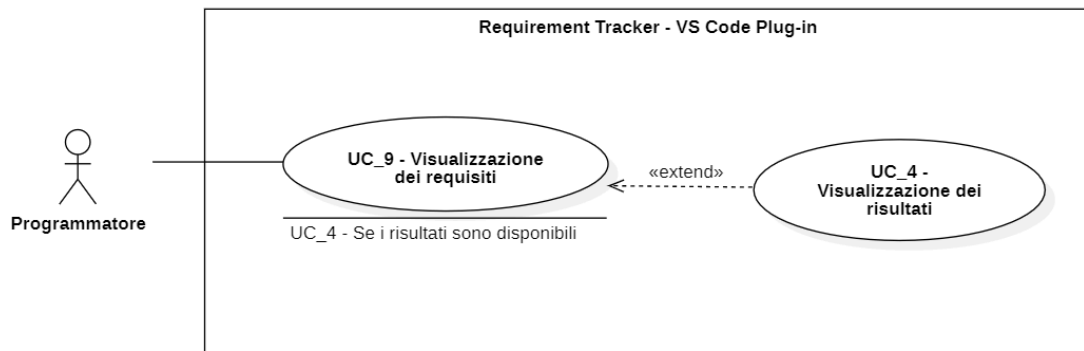 Requirement Tracker - VS Code Plug-in
UC_9 - Visualizzazione
dei requisiti
«extend»
UC_4 -
Visualizzazione dei
risultati
Programmatore
UC_4 - Se i risultati sono disponibili